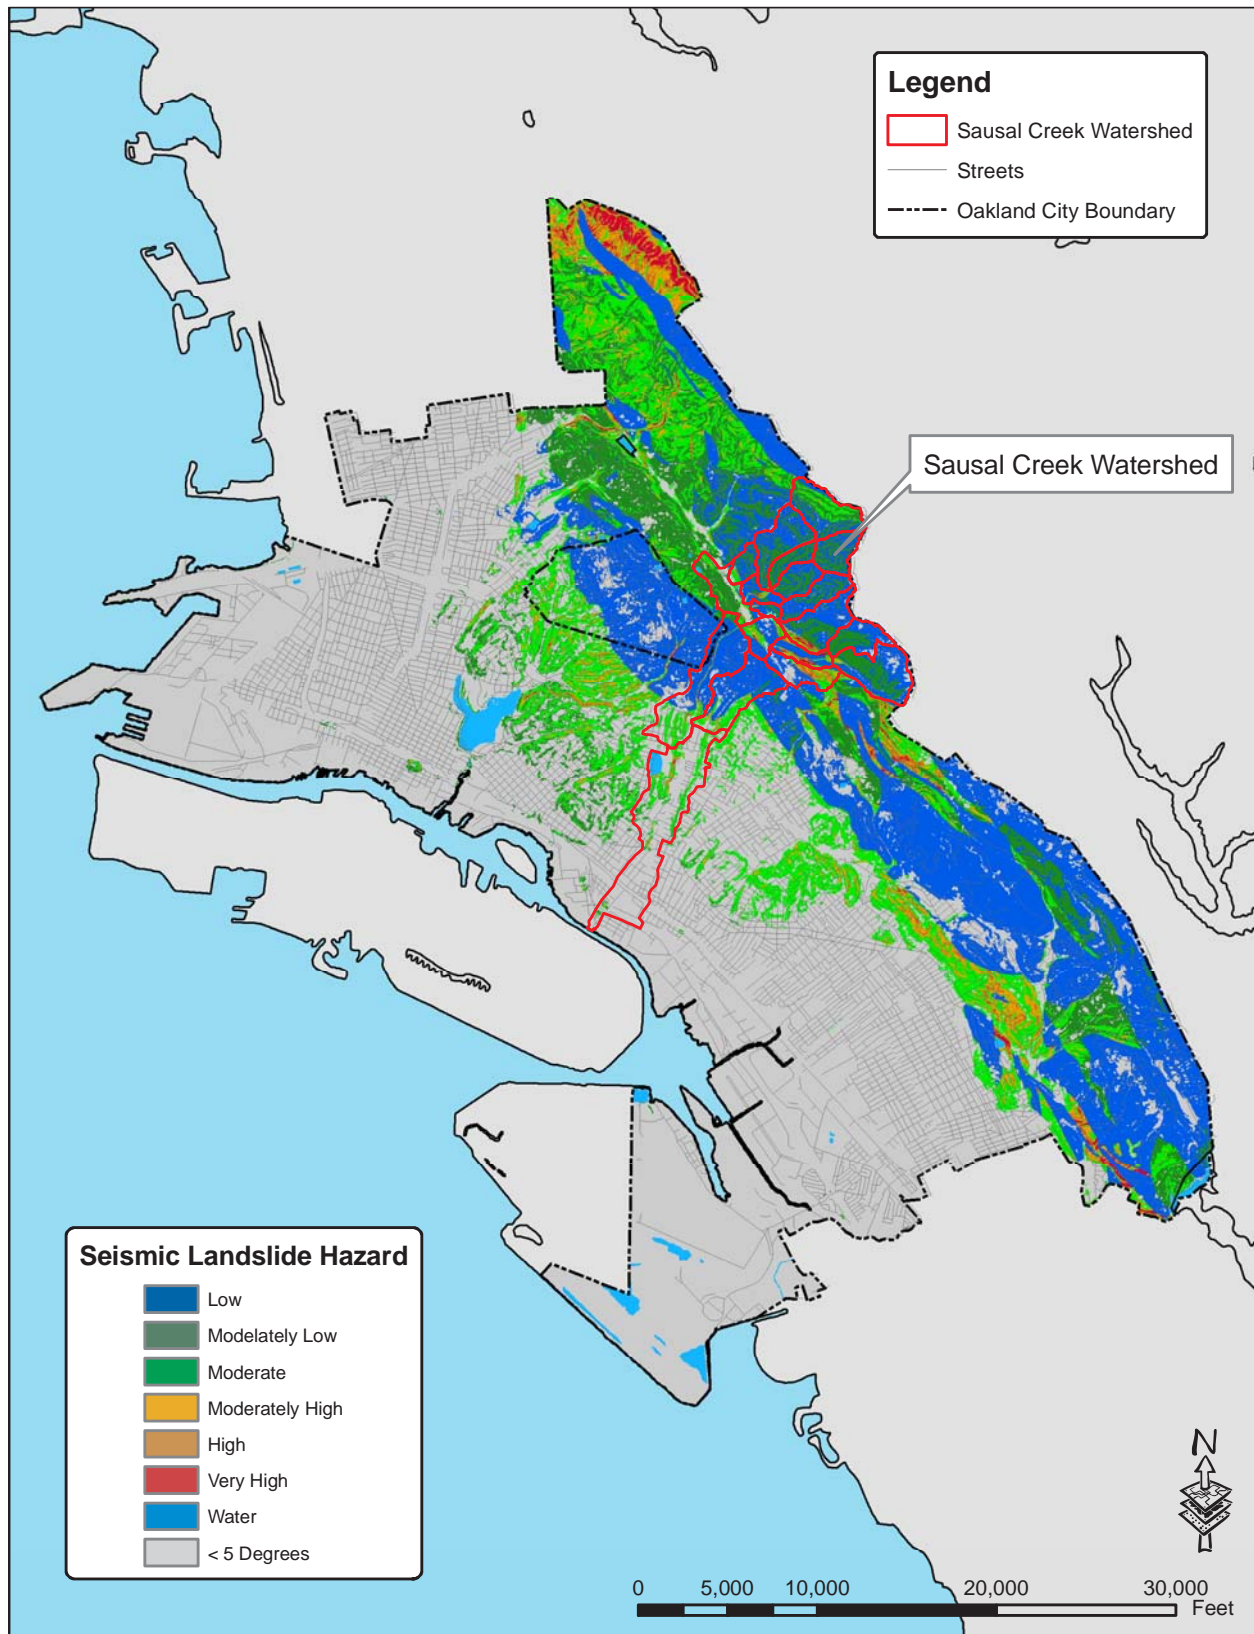 Legend
Sausal Creek Watershed
Streets
Oakland City Boundary
Sausal Creek Watershed
Seismic Landslide Hazard
Low
Modelately Low
Moderate
Moderately High
High
Very High
Water
< 5 Degrees
N
0 5,000 10,000 20,000 30,000
Feet